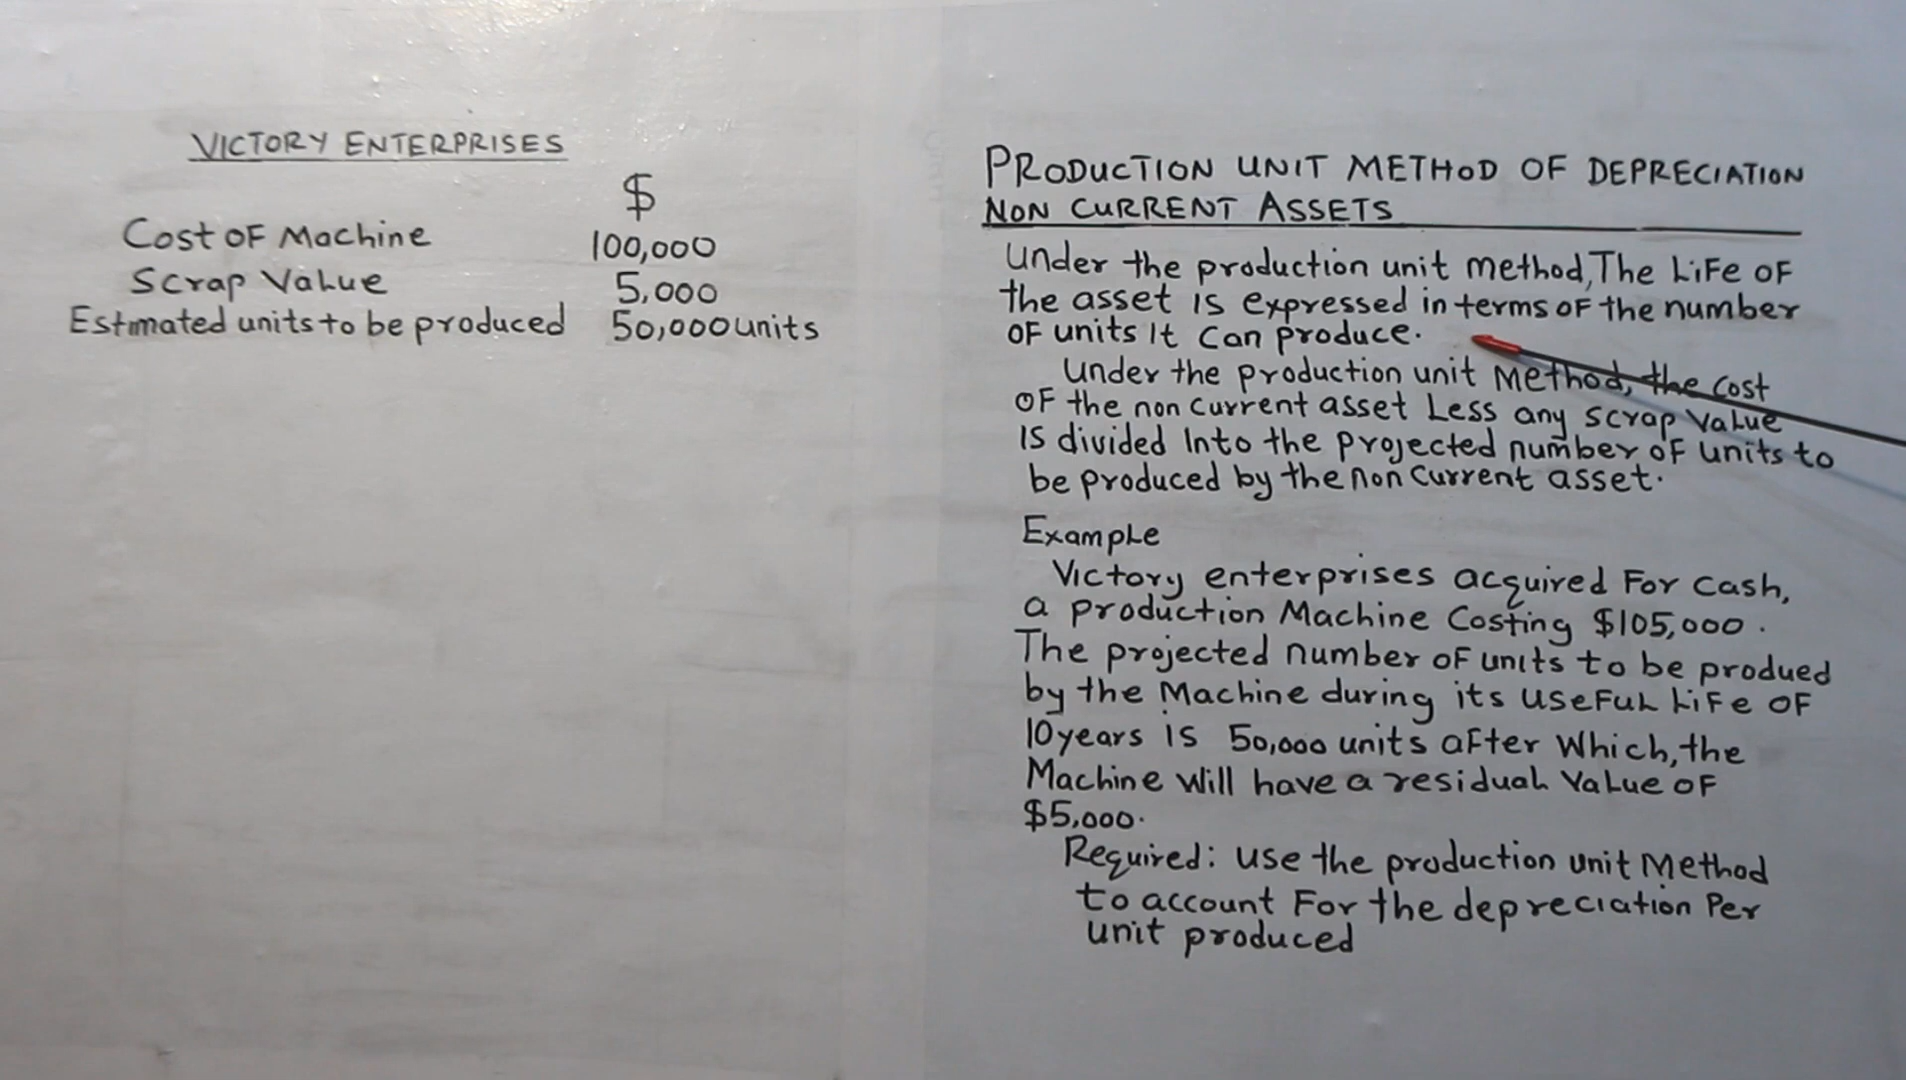 VICTORY ENTERPRISES
$
Cost OF Machine 100,000
Scrap Value 5,000
Estimated units to be produced 50,000 units
PRODUCTION UNIT METHOD OF DEPRECIATION
NON CURRENT ASSETS
Under the production unit method, The LiFe OF
the asset is expressed in terms OF the number
OF units It Can produce.
Under the production unit Method, the Cost
OF the non current asset Less any scrap value
Is divided Into the projected number OF units to
be produced by the non Current asset.
Example
Victory enterprises acquired For cash,
a production Machine Costing $105,000.
The projected number OF units to be produed
by the Machine during its useFul LiFe OF
10 years is 50,000 units aFter Which, the
Machine Will have a residual Value OF
$5,000.
Required: use the production unit Method
to account For the depreciation Per
unit produced